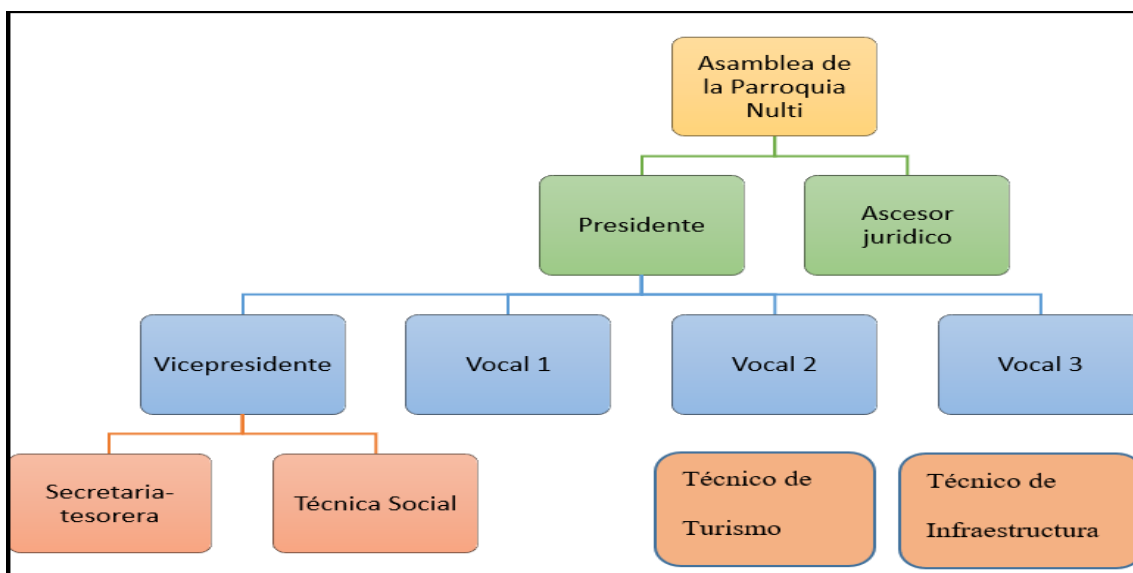 Asamblea de
la Parroquia
Nulti
Presidente
Ascesor
juridico
Vicepresidente
Vocal 1
Vocal 2
Vocal 3
Secretaria-
tesorera
Técnica Social
Técnico de
Turismo
Técnico de
Infraestructura